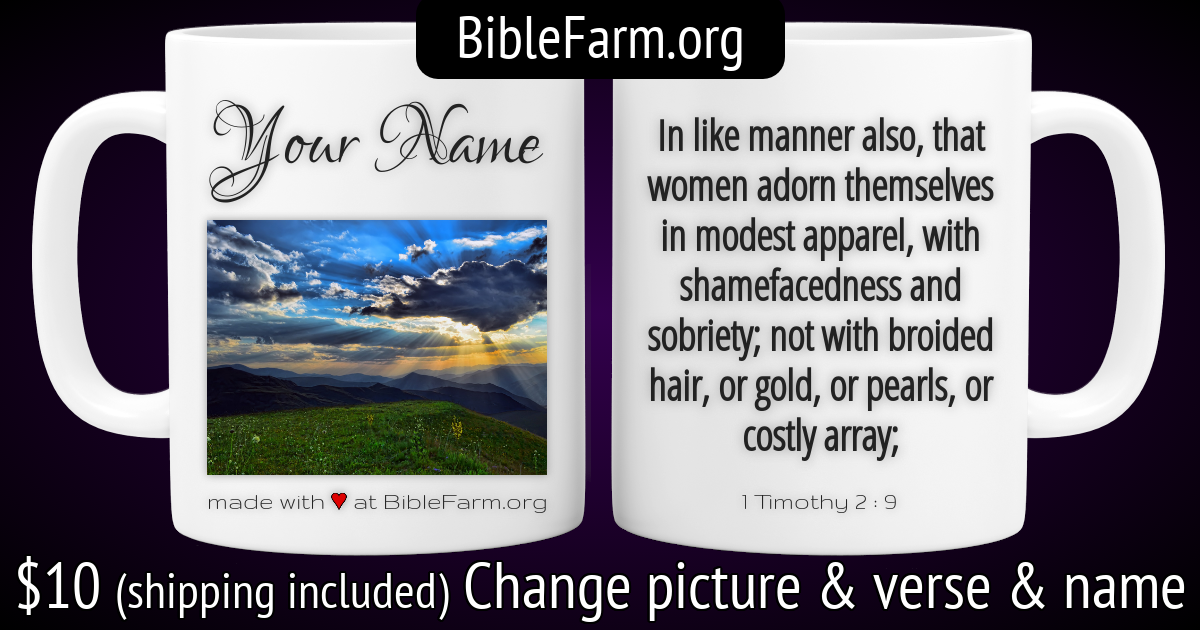 BibleFarm.org
Your Name
made with ♥ at BibleFarm.org
In like manner also, that
women adorn themselves
in modest apparel, with
shamefacedness and
sobriety; not with broided
hair, or gold, or pearls, or
costly array;
1 Timothy 2 : 9
$10 (shipping included) Change picture & verse & name